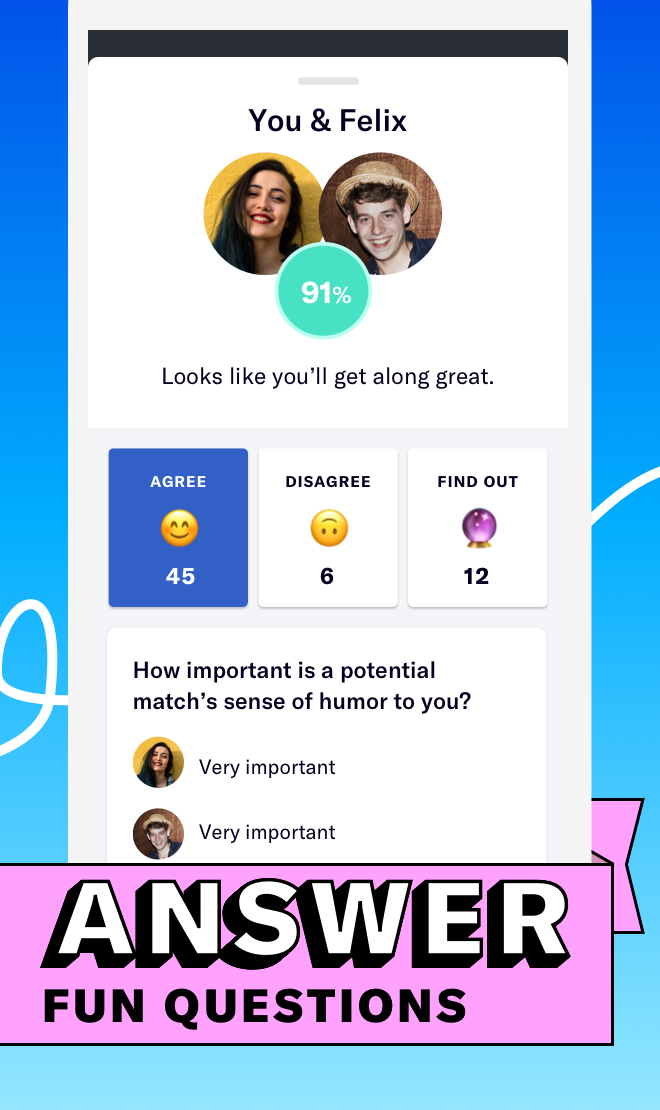 You & Felix
91%
Looks like you’ll get along great.
AGREE DISAGREE FIND OUT
45 6 12
How important is a potential
match’s sense of humor to you?
Very important
Very important
ANSWER
FUN QUESTIONS